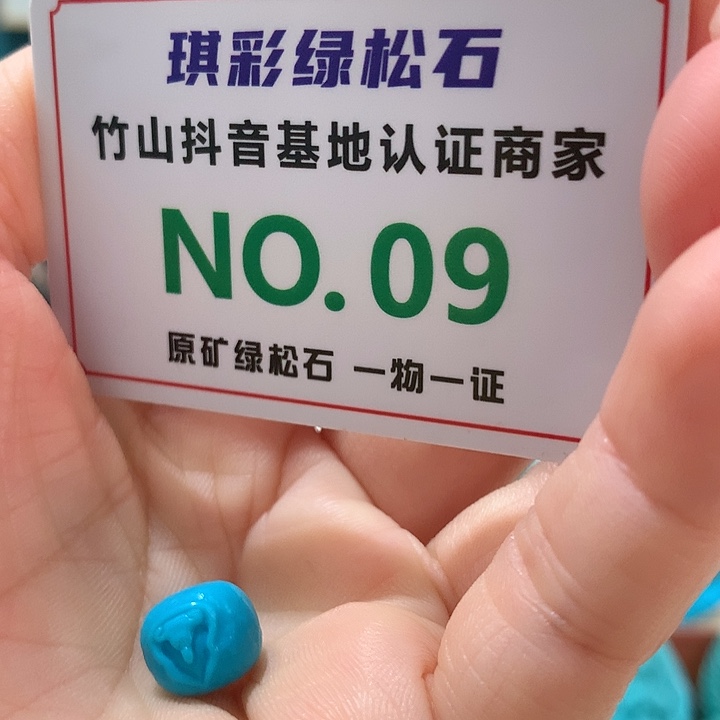 琪彩绿松石
竹山抖音基地认证商家
NO.09
原矿绿松石 一物一证